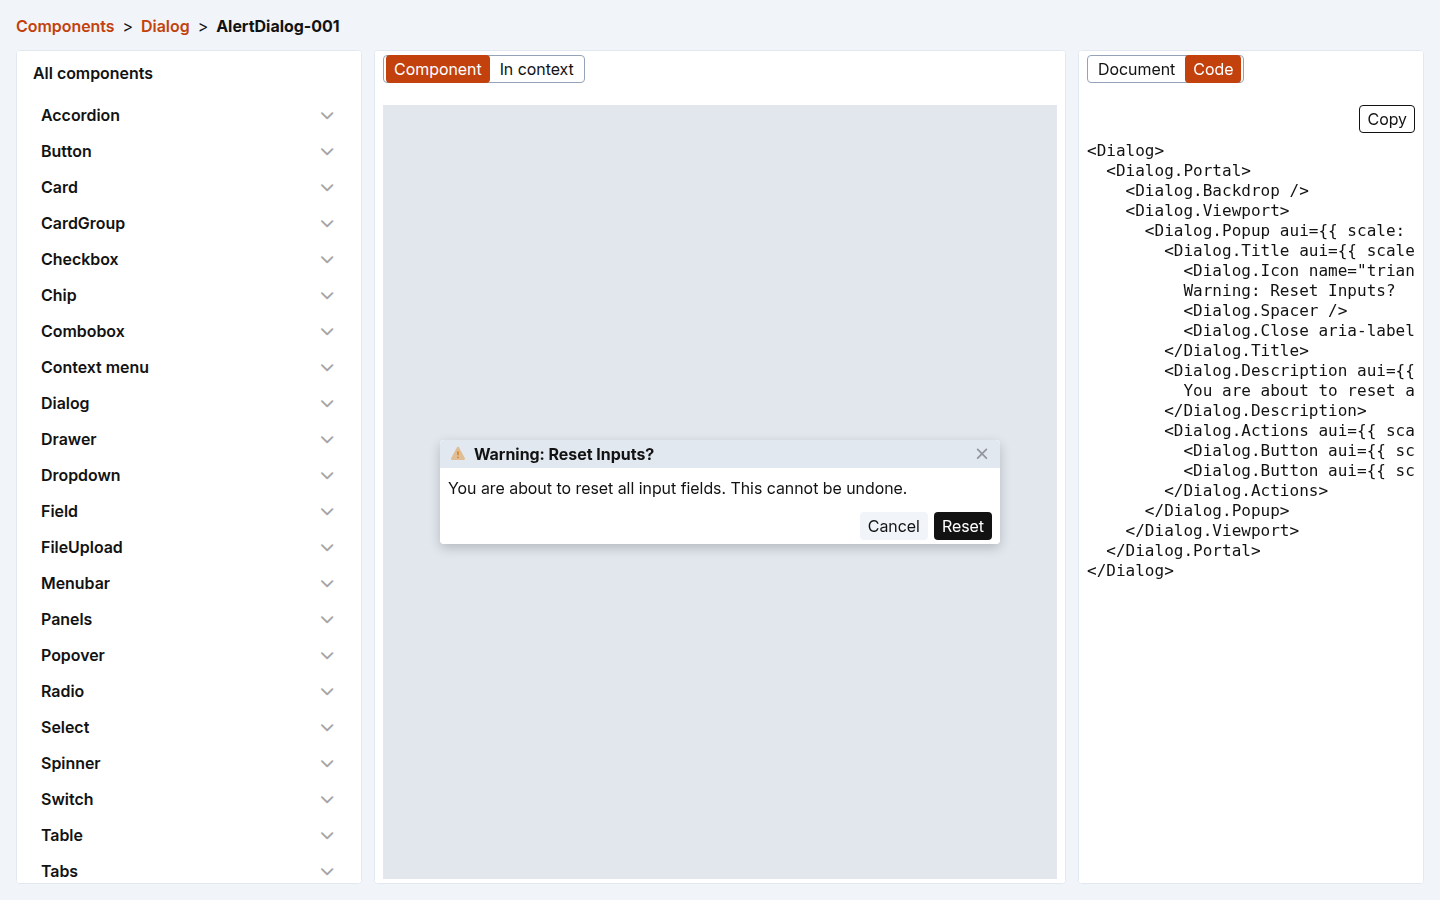 Components > Dialog > AlertDialog-001
All components
Accordion
Button
Card
CardGroup
Checkbox
Chip
Combobox
Context menu
Dialog
Drawer
Dropdown
Field
FileUpload
Menubar
Panels
Popover
Radio
Select
Spinner
Switch
Table
Tabs
Component In context
Warning: Reset Inputs?
You are about to reset all input fields. This cannot be undone.
Cancel Reset
Document Code
Copy
<Dialog>
  <Dialog.Portal>
    <Dialog.Backdrop />
    <Dialog.Viewport>
      <Dialog.Popup aui={{ scale:
        <Dialog.Title aui={{ scale
          <Dialog.Icon name="trian
          Warning: Reset Inputs?
          <Dialog.Spacer />
          <Dialog.Close aria-label
        </Dialog.Title>
        <Dialog.Description aui={{
          You are about to reset a
        </Dialog.Description>
        <Dialog.Actions aui={{ sca
          <Dialog.Button aui={{ sc
          <Dialog.Button aui={{ sc
        </Dialog.Actions>
      </Dialog.Popup>
    </Dialog.Viewport>
  </Dialog.Portal>
</Dialog>